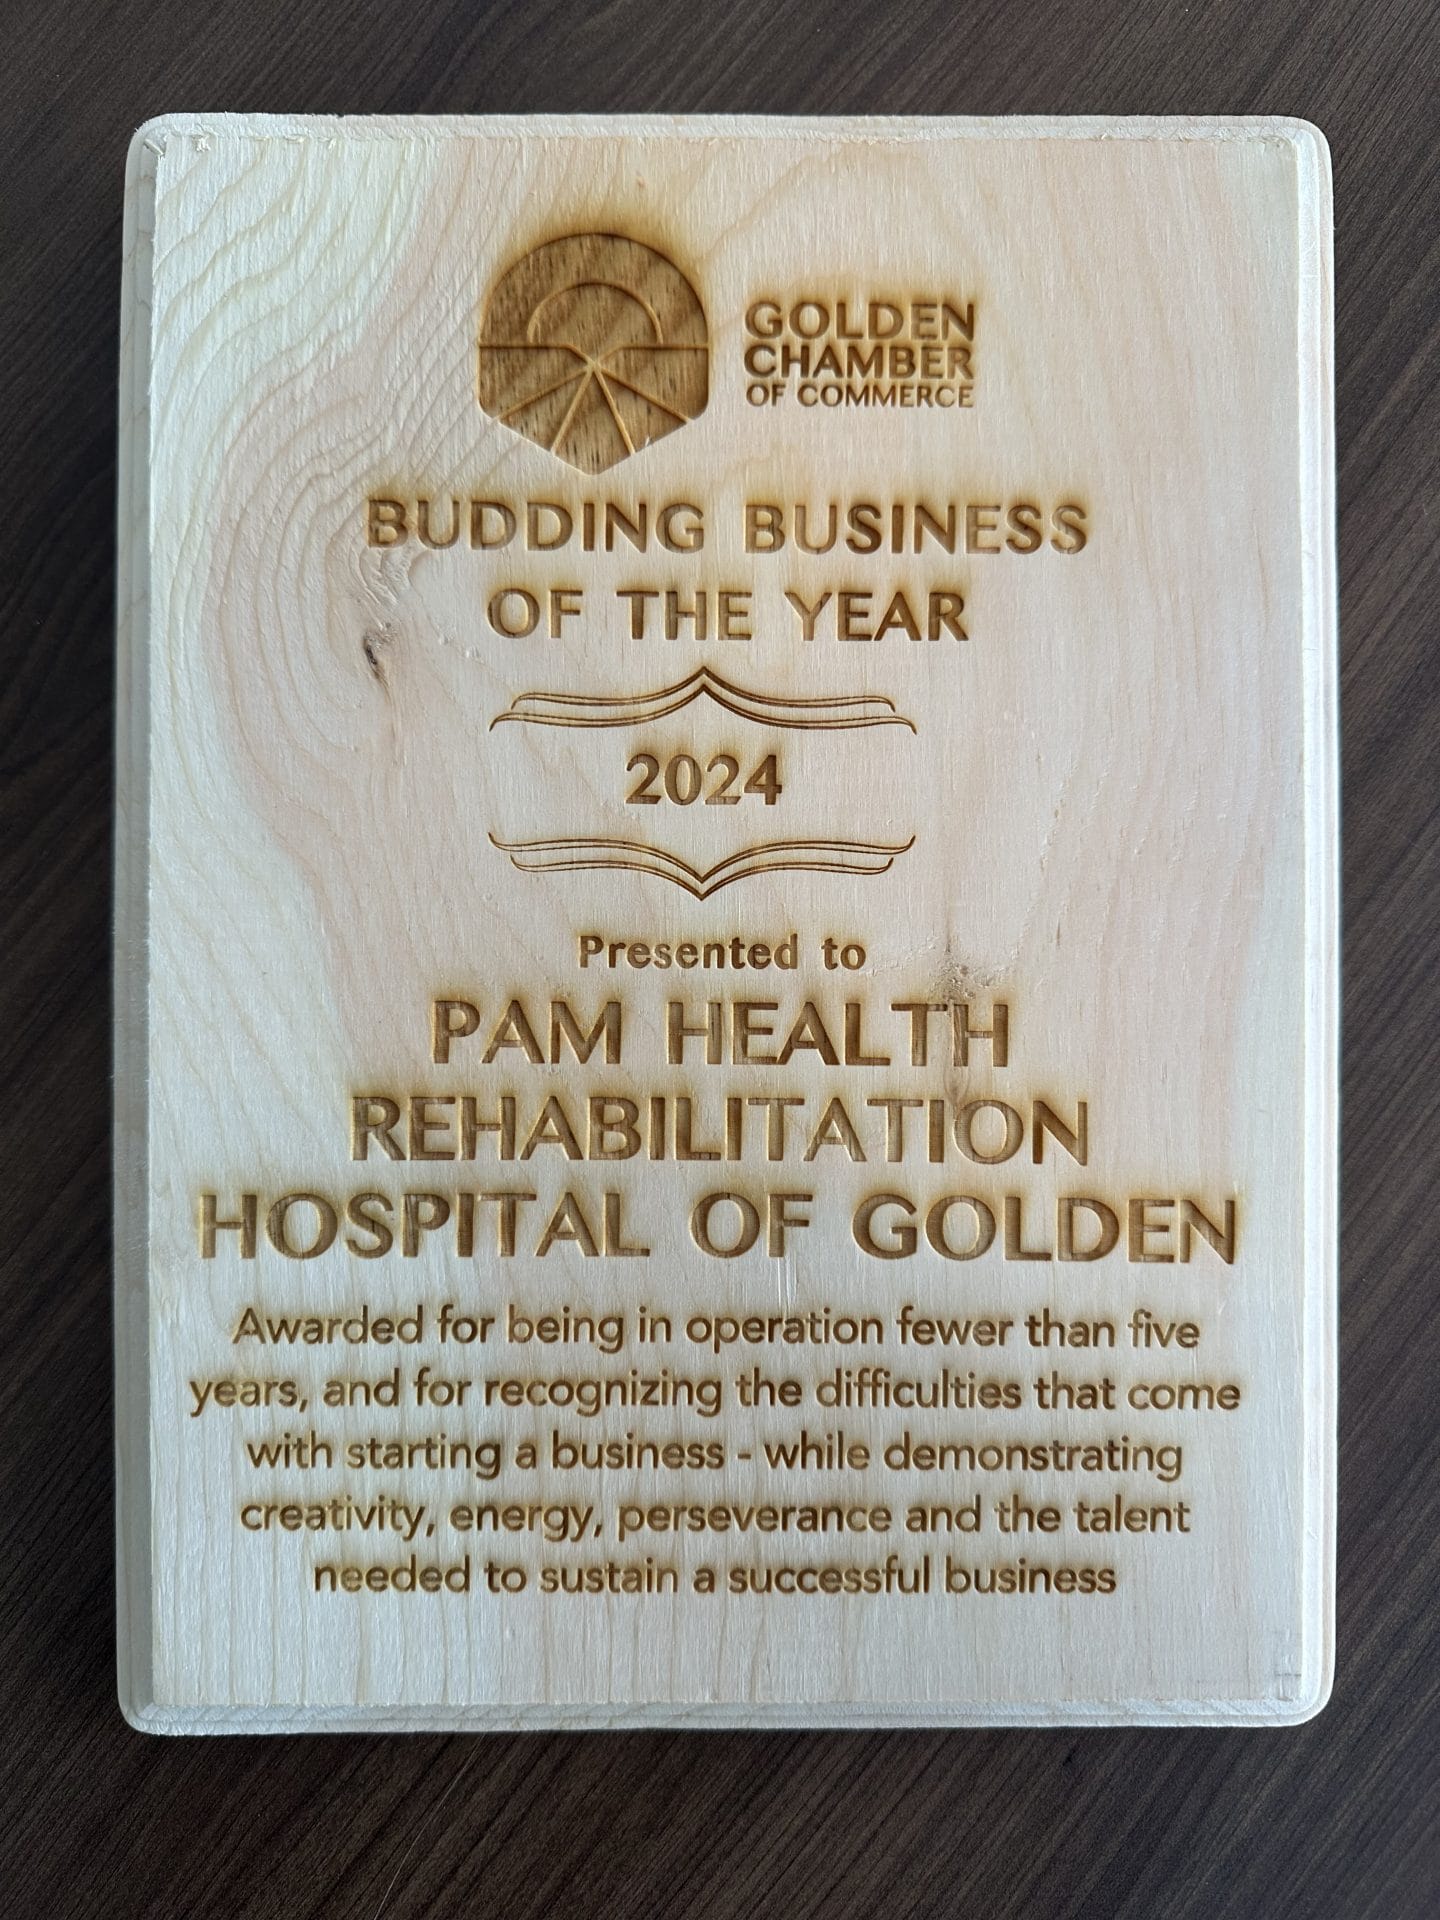 GOLDEN
CHAMBER
OF COMMERCE
BUDDING BUSINESS
OF THE YEAR
2024
Presented to
PAM HEALTH
REHABILITATION
HOSPITAL OF GOLDEN
Awarded for being in operation fewer than five
years, and for recognizing the difficulties that come
with starting a business - while demonstrating
creativity, energy, perseverance and the talent
needed to sustain a successful business